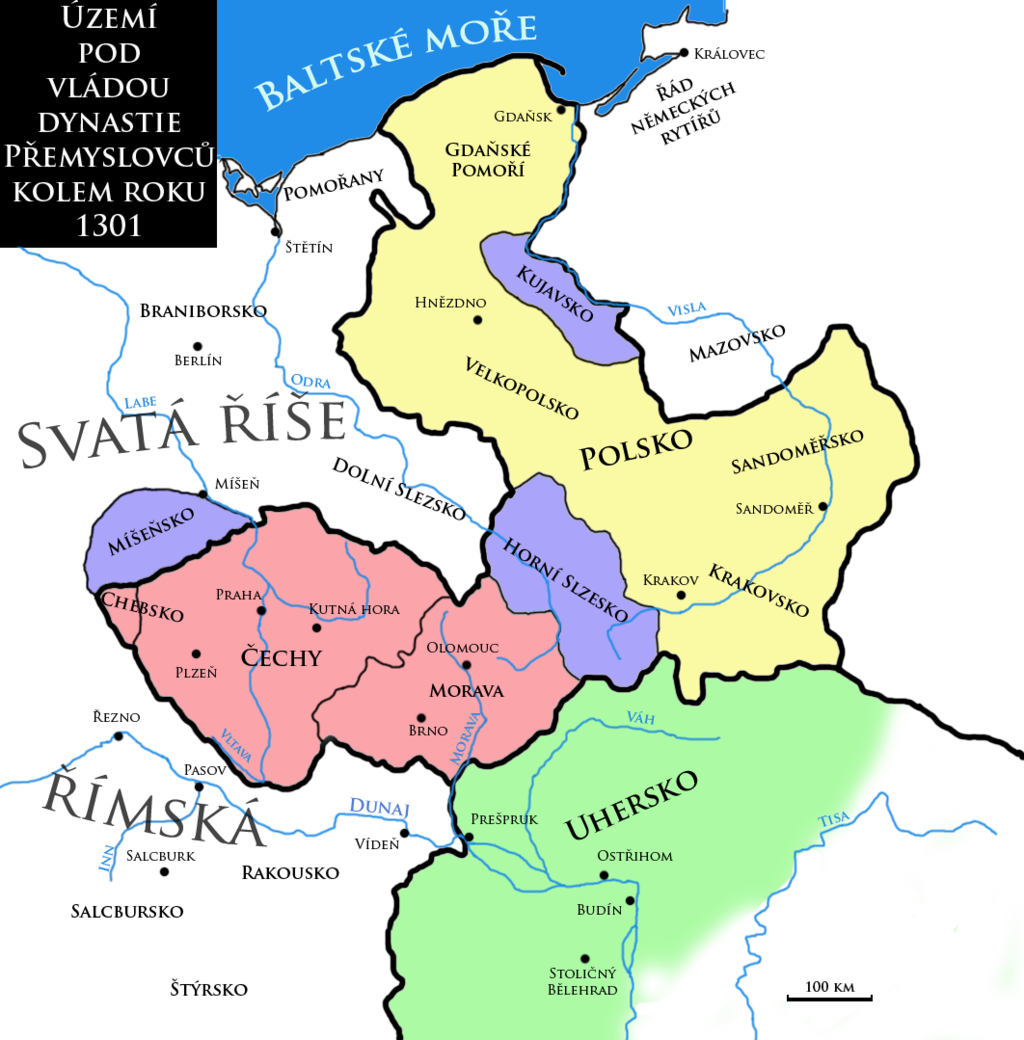 Území
pod
vládou
dynastie
Přemyslovců
kolem roku
1301
Baltské moře
Královec
Řád
německých
rytířů
Gdaňsk
Gdaňské
Pomoří
Pomořany
Štětín
Kujavsko
Hnězdno
Visla
Braniborsko
Mazovsko
Berlín
Odra
Velkopolsko
Labe
Svatá říše
Polsko
Sandoměřsko
Dolní Slezsko
Míšeň
Sandoměř
Míšeňsko
Horní Slzesko
Krakov
Krakovsko
Chebsko
Praha
Kutná hora
Čechy
Olomouc
Plzeň
Morava
Řezno
Brno
Váh
Vltava
Morava
Pasov
římská
Uhersko
Dunaj
Prešpruk
Tisa
Vídeň
Inn
Salcburk
Ostřihom
Rakousko
Budín
Salcbursko
Štýrsko
Stoličný
Bělehrad
100 km